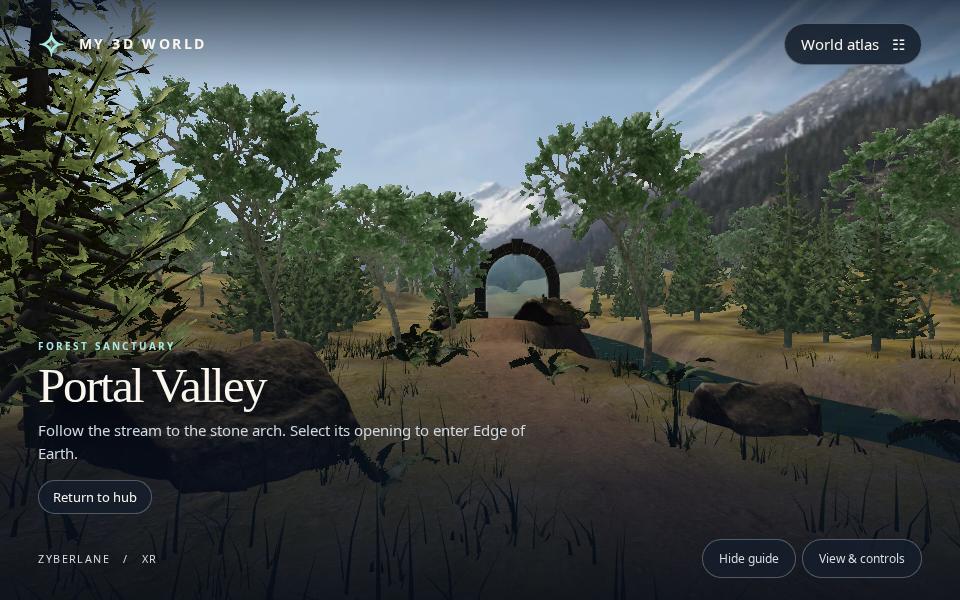 MY 3D WORLD
World atlas
FOREST SANCTUARY
Portal Valley
Follow the stream to the stone arch. Select its opening to enter Edge of
Earth.
Return to hub
ZYBERLANE / XR
Hide guide
View & controls